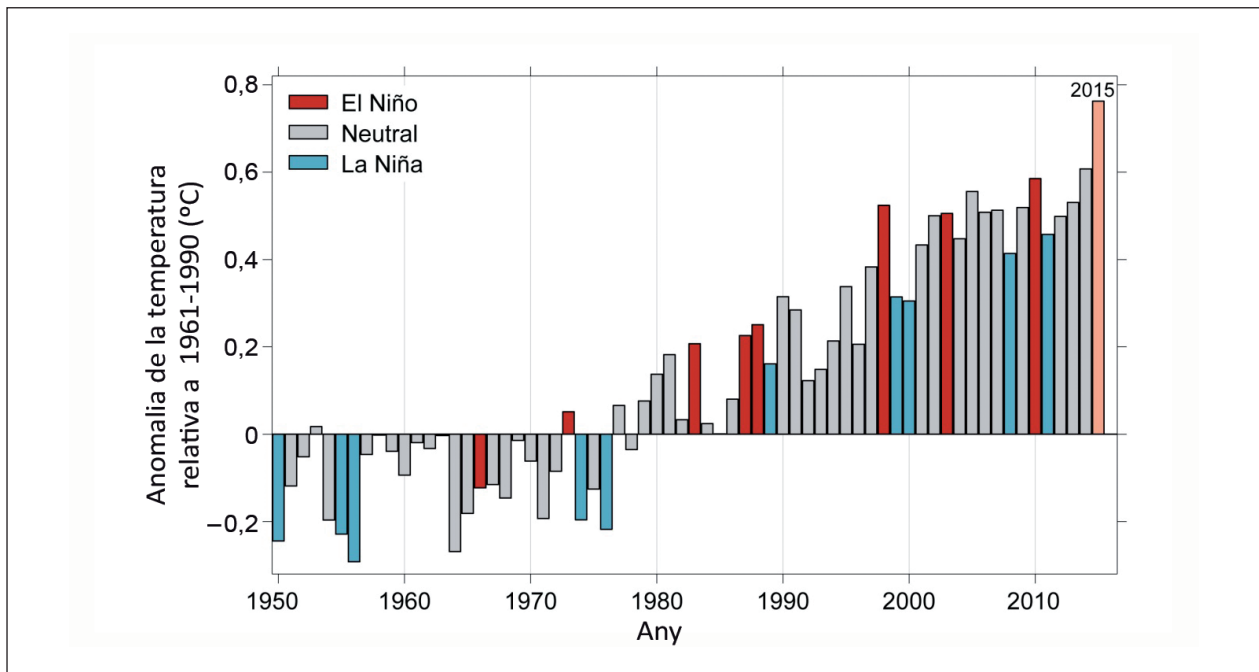 0,8
0,6
0,4
0,2
0
−0,2
Anomalia de la temperatura
relativa a 1961-1990 (ºC)
El Niño
Neutral
La Niña
2015
1950 1960 1970 1980 1990 2000 2010
Any